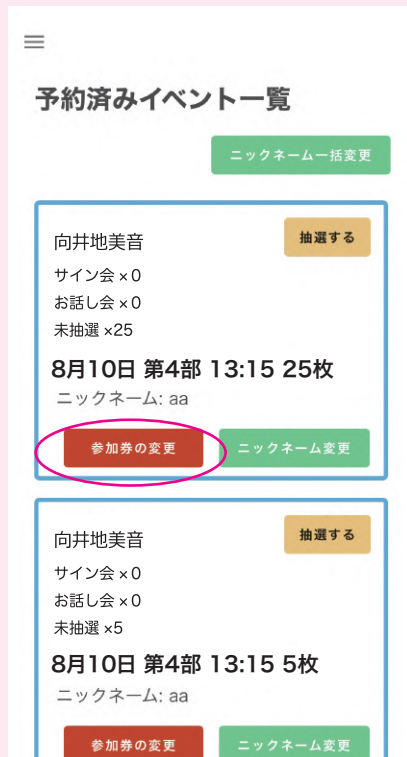 予約済みイベント一覧
ニックネーム一括変更
向井地美音
抽選する
サイン会 ×0
お話し会 ×0
未抽選 ×25
8月10日 第4部 13:15 25枚
ニックネーム: aa
参加券の変更
ニックネーム変更
向井地美音
抽選する
サイン会 ×0
お話し会 ×0
未抽選 ×5
8月10日 第4部 13:15 5枚
ニックネーム: aa
参加券の変更
ニックネーム変更